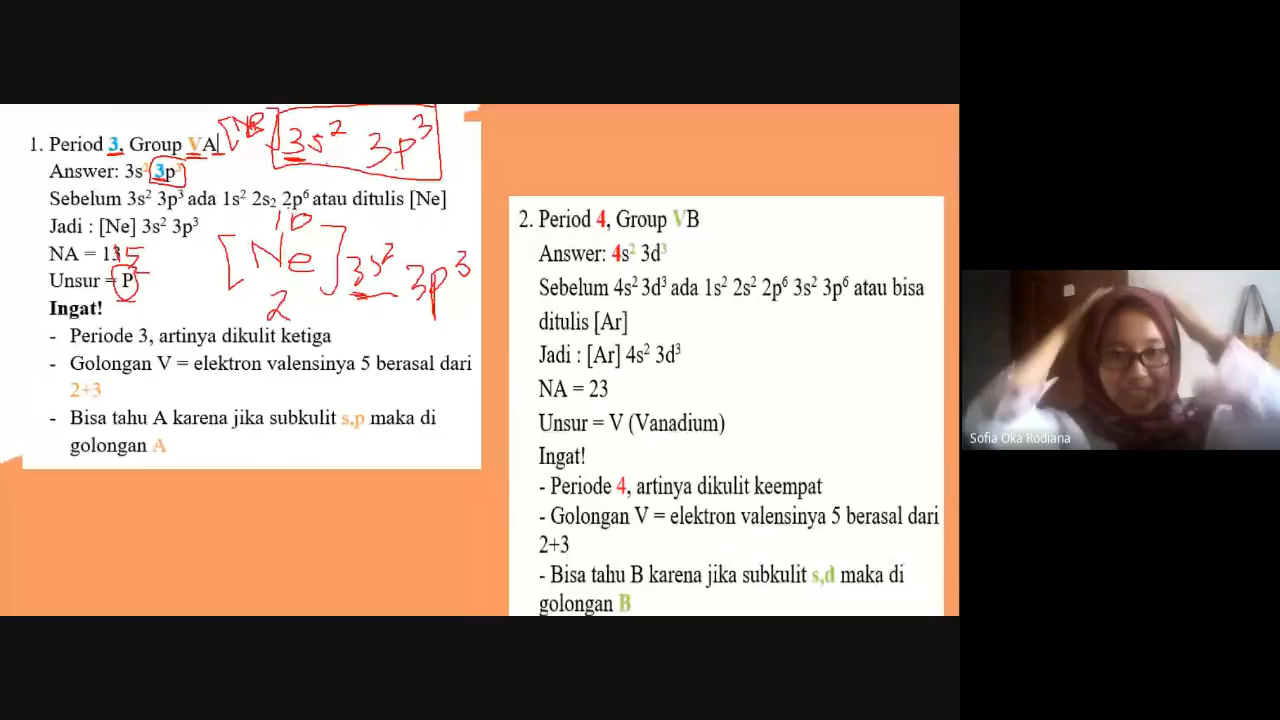 1. Period 3, Group VA
[Ne] 3s² 3p³
Answer: 3s² 3p³
Sebelum 3s² 3p³ ada 1s² 2s₂ 2p⁶ atau ditulis [Ne]
Jadi : [Ne] 3s² 3p³
10
[Ne] 3s² 3p³
2
NA = 13 15
Unsur = P
Ingat!
- Periode 3, artinya dikulit ketiga
- Golongan V = elektron valensinya 5 berasal dari
2+3
- Bisa tahu A karena jika subkulit s,p maka di
golongan A
2. Period 4, Group VB
Answer: 4s² 3d³
Sebelum 4s² 3d³ ada 1s² 2s² 2p⁶ 3s² 3p⁶ atau bisa
ditulis [Ar]
Jadi : [Ar] 4s² 3d³
NA = 23
Unsur = V (Vanadium)
Ingat!
- Periode 4, artinya dikulit keempat
- Golongan V = elektron valensinya 5 berasal dari
2+3
- Bisa tahu B karena jika subkulit s,d maka di
golongan B
Sofia Oka Rodiana